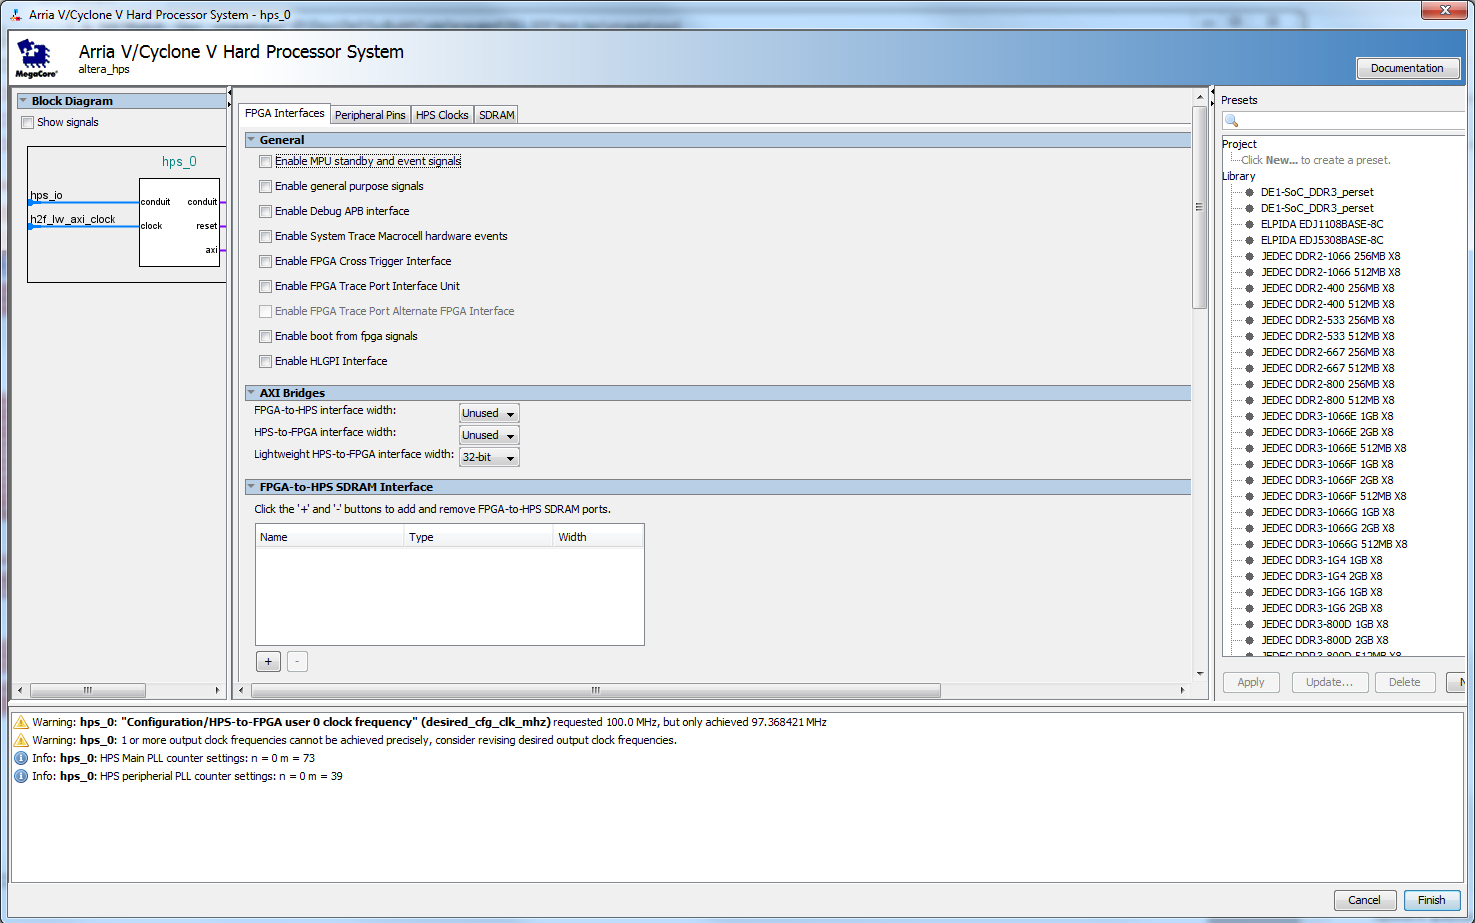 Arria V/Cyclone V Hard Processor System - hps_0
Arria V/Cyclone V Hard Processor System
altera_hps
MegaCore
Documentation
Block Diagram
Show signals
hps_0
hps_io
h2f_lw_axi_clock
conduit conduit
clock reset
axi
FPGA Interfaces Peripheral Pins HPS Clocks SDRAM
General
Enable MPU standby and event signals
Enable general purpose signals
Enable Debug APB interface
Enable System Trace Macrocell hardware events
Enable FPGA Cross Trigger Interface
Enable FPGA Trace Port Interface Unit
Enable FPGA Trace Port Alternate FPGA Interface
Enable boot from fpga signals
Enable HLGPI Interface
AXI Bridges
FPGA-to-HPS interface width: Unused
HPS-to-FPGA interface width: Unused
Lightweight HPS-to-FPGA interface width: 32-bit
FPGA-to-HPS SDRAM Interface
Click the '+' and '-' buttons to add and remove FPGA-to-HPS SDRAM ports.
Name Type Width
+ -
Presets
Project
Click New... to create a preset.
Library
DE1-SoC_DDR3_perset
DE1-SoC_DDR3_perset
ELPIDA EDJ1108BASE-8C
ELPIDA EDJ5308BASE-8C
JEDEC DDR2-1066 256MB X8
JEDEC DDR2-1066 512MB X8
JEDEC DDR2-400 256MB X8
JEDEC DDR2-400 512MB X8
JEDEC DDR2-533 256MB X8
JEDEC DDR2-533 512MB X8
JEDEC DDR2-667 256MB X8
JEDEC DDR2-667 512MB X8
JEDEC DDR2-800 256MB X8
JEDEC DDR2-800 512MB X8
JEDEC DDR3-1066E 1GB X8
JEDEC DDR3-1066E 2GB X8
JEDEC DDR3-1066E 512MB X8
JEDEC DDR3-1066F 1GB X8
JEDEC DDR3-1066F 2GB X8
JEDEC DDR3-1066F 512MB X8
JEDEC DDR3-1066G 1GB X8
JEDEC DDR3-1066G 2GB X8
JEDEC DDR3-1066G 512MB X8
JEDEC DDR3-1G4 1GB X8
JEDEC DDR3-1G4 2GB X8
JEDEC DDR3-1G6 1GB X8
JEDEC DDR3-1G6 2GB X8
JEDEC DDR3-800D 1GB X8
JEDEC DDR3-800D 2GB X8
JEDEC DDR3-800D 512MB X8
Apply Update... Delete N
Warning: hps_0: "Configuration/HPS-to-FPGA user 0 clock frequency" (desired_cfg_clk_mhz) requested 100.0 MHz, but only achieved 97.368421 MHz
Warning: hps_0: 1 or more output clock frequencies cannot be achieved precisely, consider revising desired output clock frequencies.
Info: hps_0: HPS Main PLL counter settings: n = 0 m = 73
Info: hps_0: HPS peripherial PLL counter settings: n = 0 m = 39
Cancel Finish